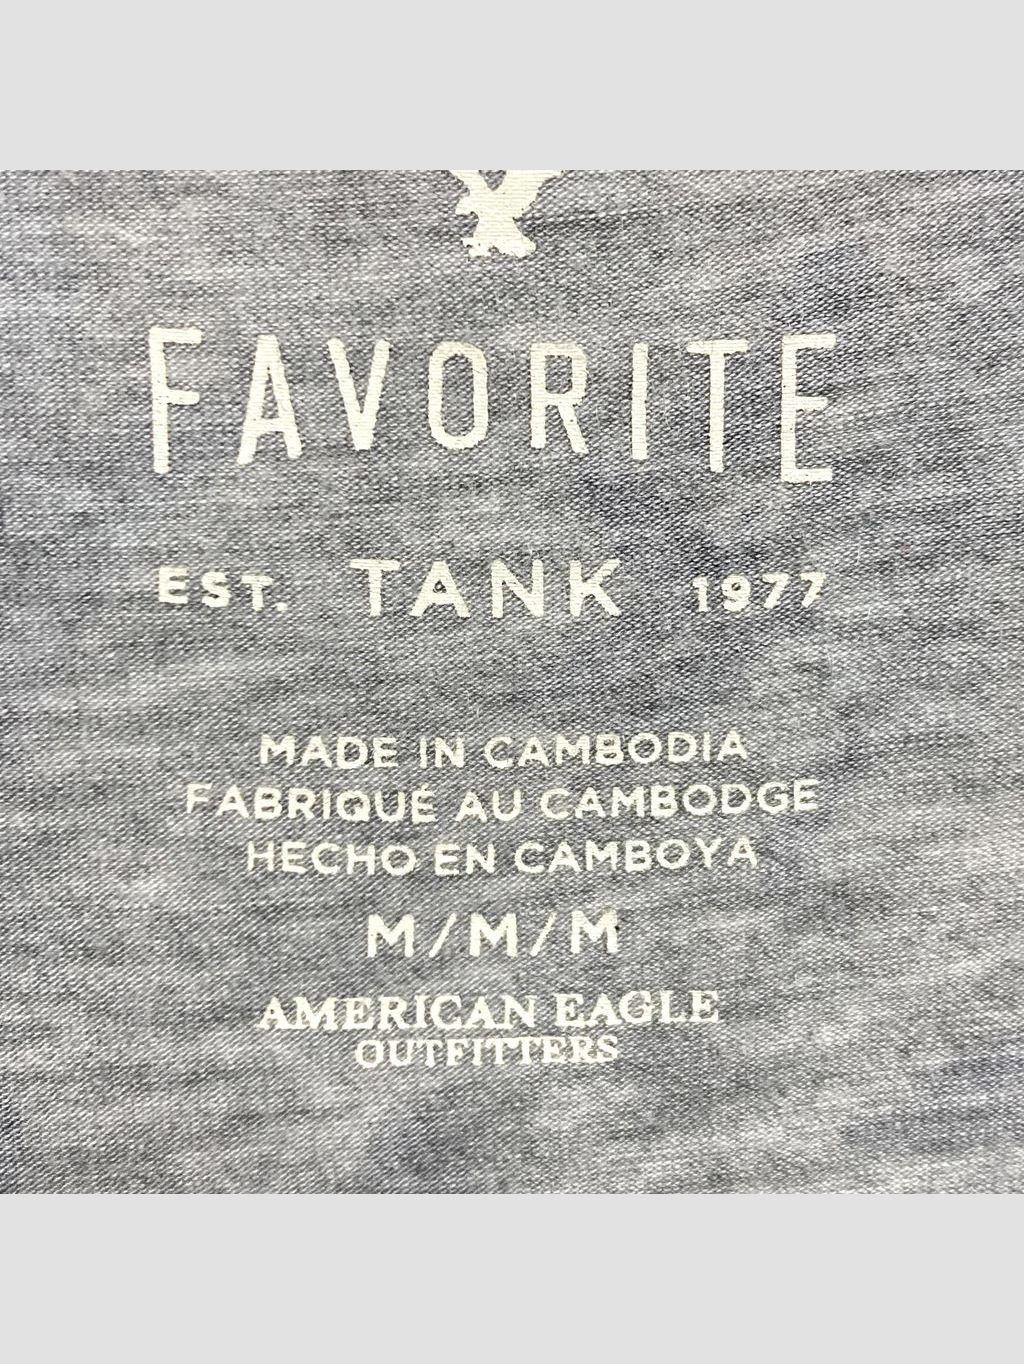 FAVORITE
EST. TANK 1977
MADE IN CAMBODIA
FABRIQUÉ AU CAMBODGE
HECHO EN CAMBOYA
M/M/M
AMERICAN EAGLE
OUTFITTERS